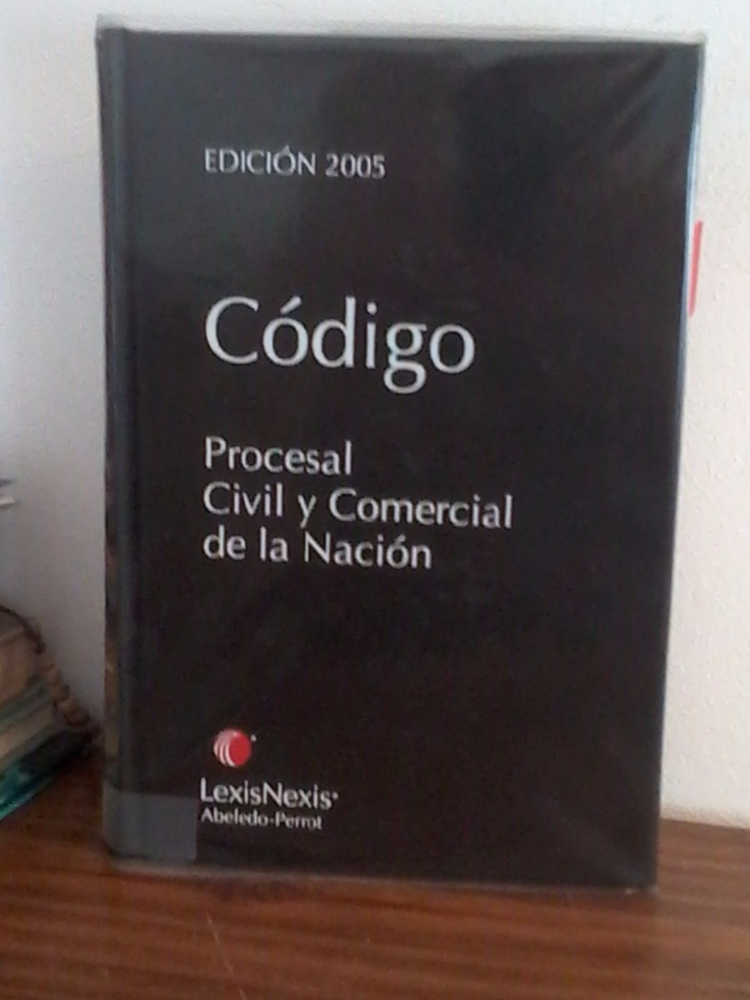 EDICIÓN 2005
Código
Procesal
Civil y Comercial
de la Nación
LexisNexis®
Abeledo-Perrot